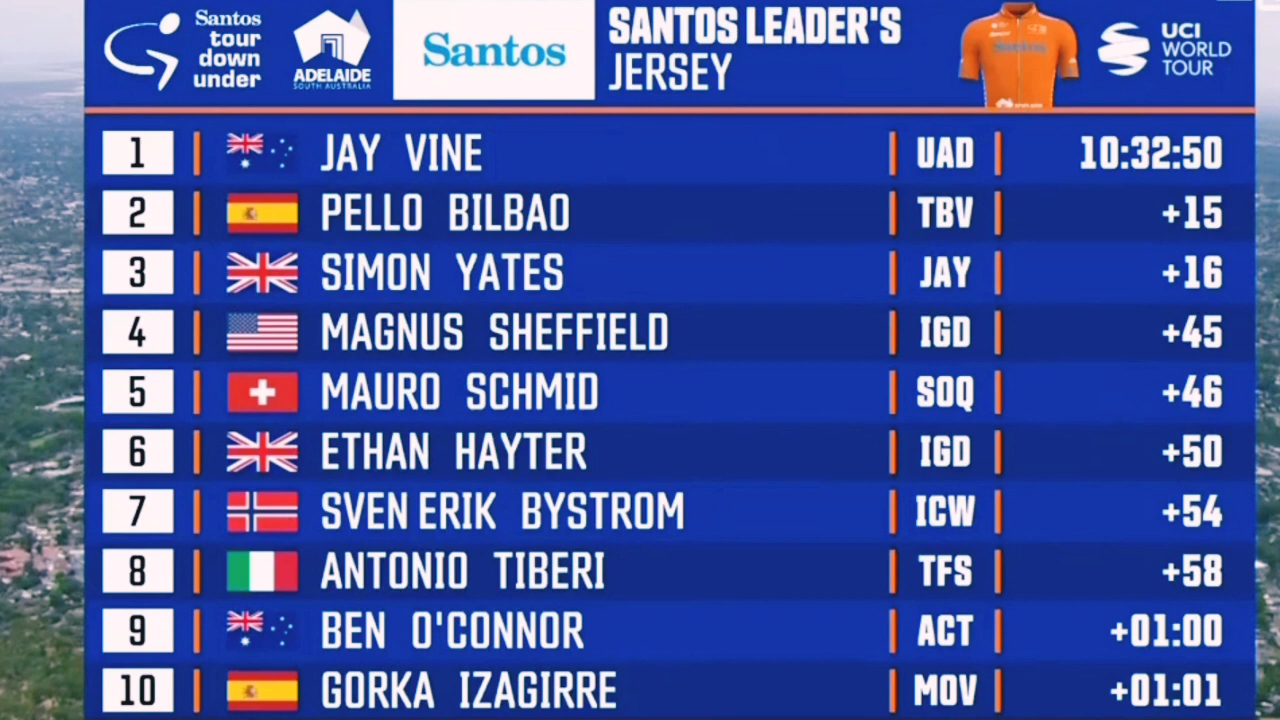 Santos
tour
down
under
ADELAIDE
SOUTH AUSTRALIA
Santos
SANTOS LEADER'S
JERSEY
Santos
UCI
WORLD
TOUR
1 JAY VINE UAD 10:32:50
2 PELLO BILBAO TBV +15
3 SIMON YATES JAY +16
4 MAGNUS SHEFFIELD IGD +45
5 MAURO SCHMID SOQ +46
6 ETHAN HAYTER IGD +50
7 SVEN ERIK BYSTROM ICW +54
8 ANTONIO TIBERI TFS +58
9 BEN O'CONNOR ACT +01:00
10 GORKA IZAGIRRE MOV +01:01